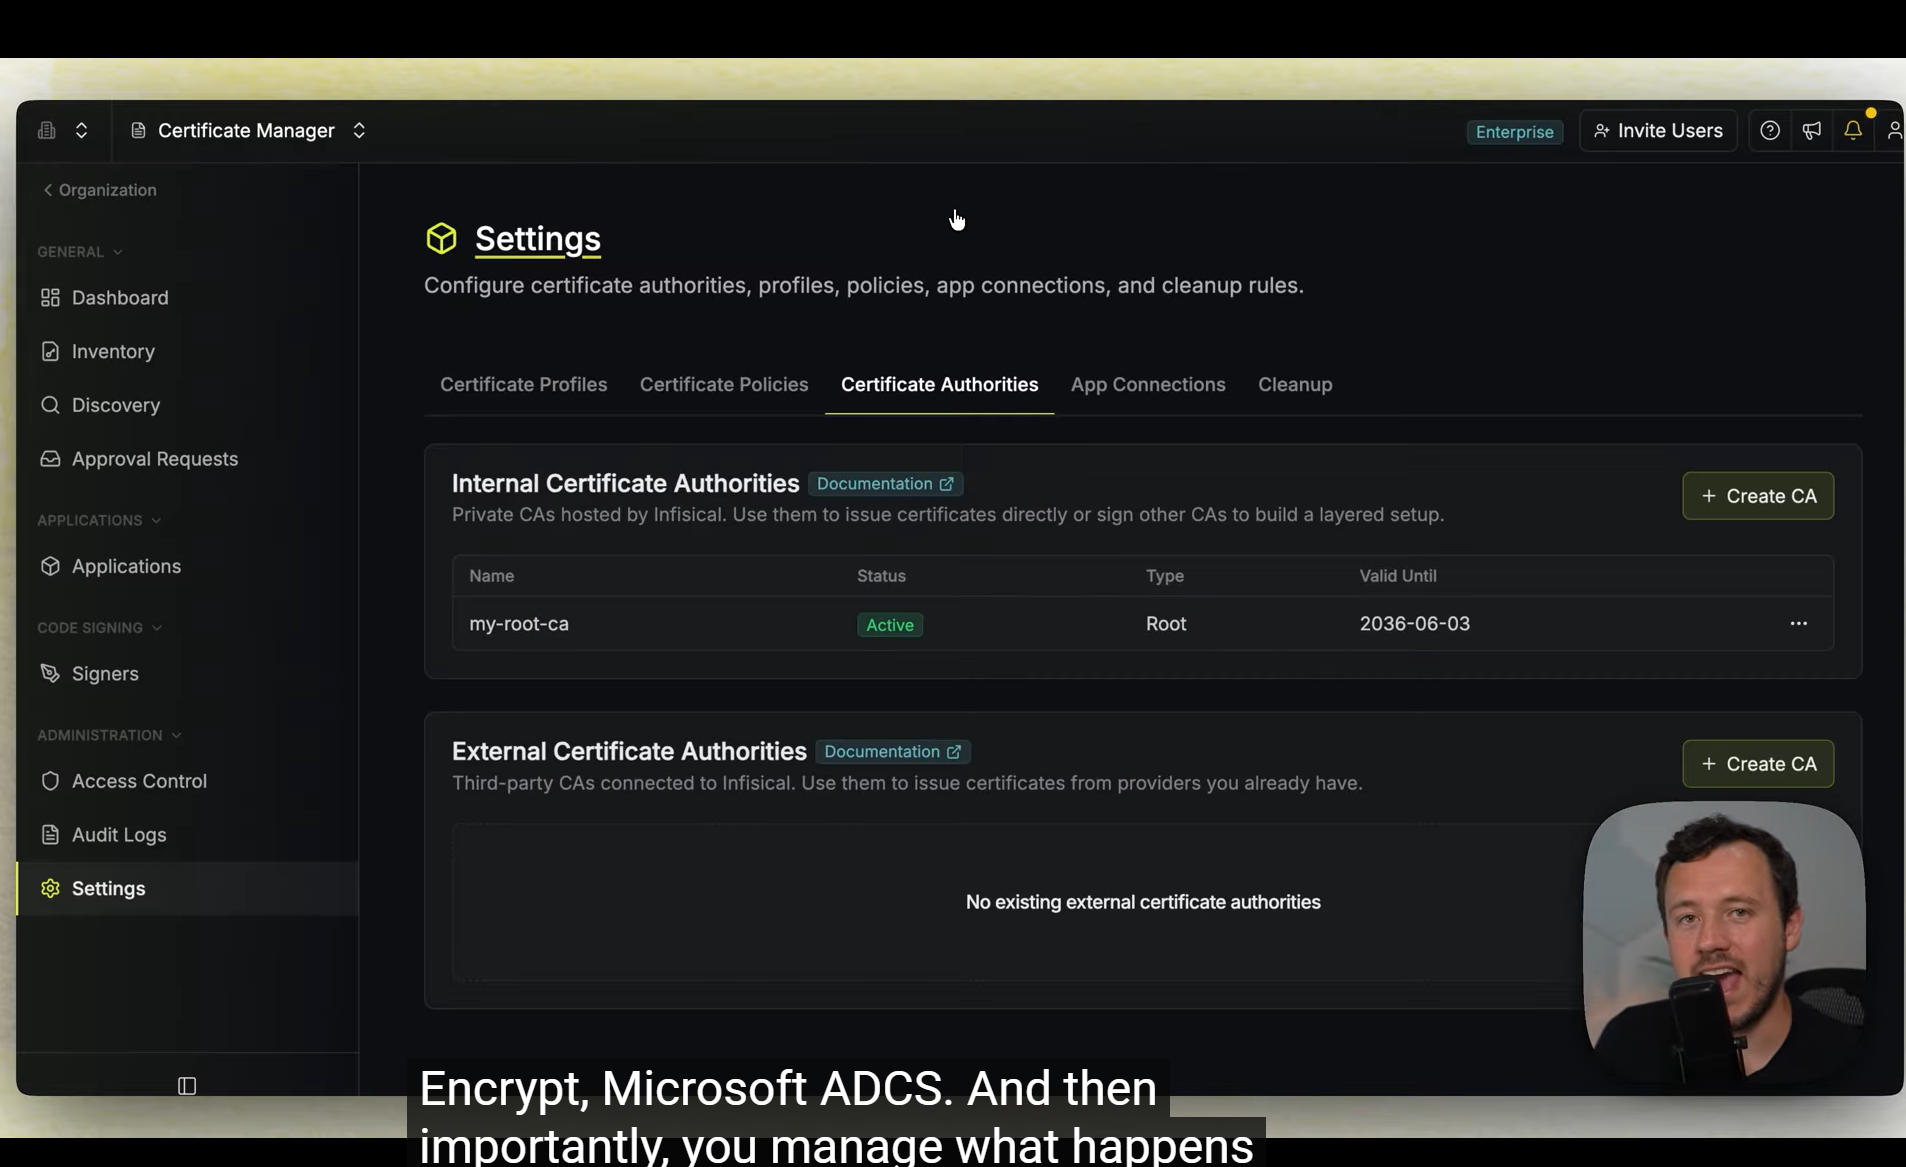 Certificate Manager
Enterprise
Invite Users
Organization
GENERAL
Dashboard
Inventory
Discovery
Approval Requests
APPLICATIONS
Applications
CODE SIGNING
Signers
ADMINISTRATION
Access Control
Audit Logs
Settings
Settings
Configure certificate authorities, profiles, policies, app connections, and cleanup rules.
Certificate Profiles Certificate Policies Certificate Authorities App Connections Cleanup
Internal Certificate Authorities Documentation
Private CAs hosted by Infisical. Use them to issue certificates directly or sign other CAs to build a layered setup.
+ Create CA
Name Status Type Valid Until
my-root-ca Active Root 2036-06-03 ...
External Certificate Authorities Documentation
Third-party CAs connected to Infisical. Use them to issue certificates from providers you already have.
+ Create CA
No existing external certificate authorities
Encrypt, Microsoft ADCS. And then
importantly, you manage what happens